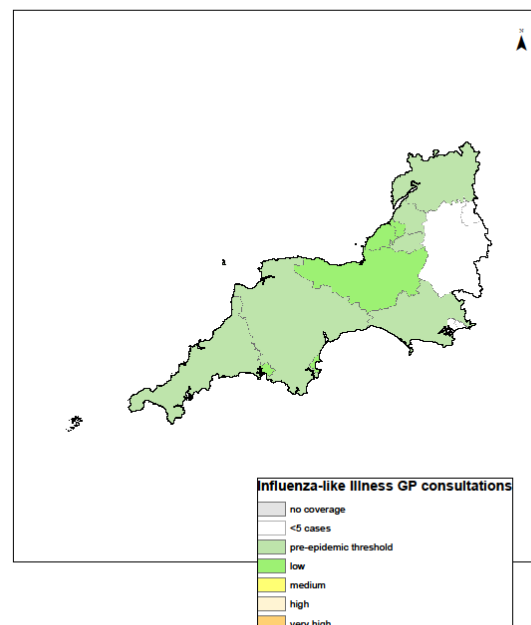 N
Influenza-like Illness GP consultations
no coverage
<5 cases
pre-epidemic threshold
low
medium
high
very high